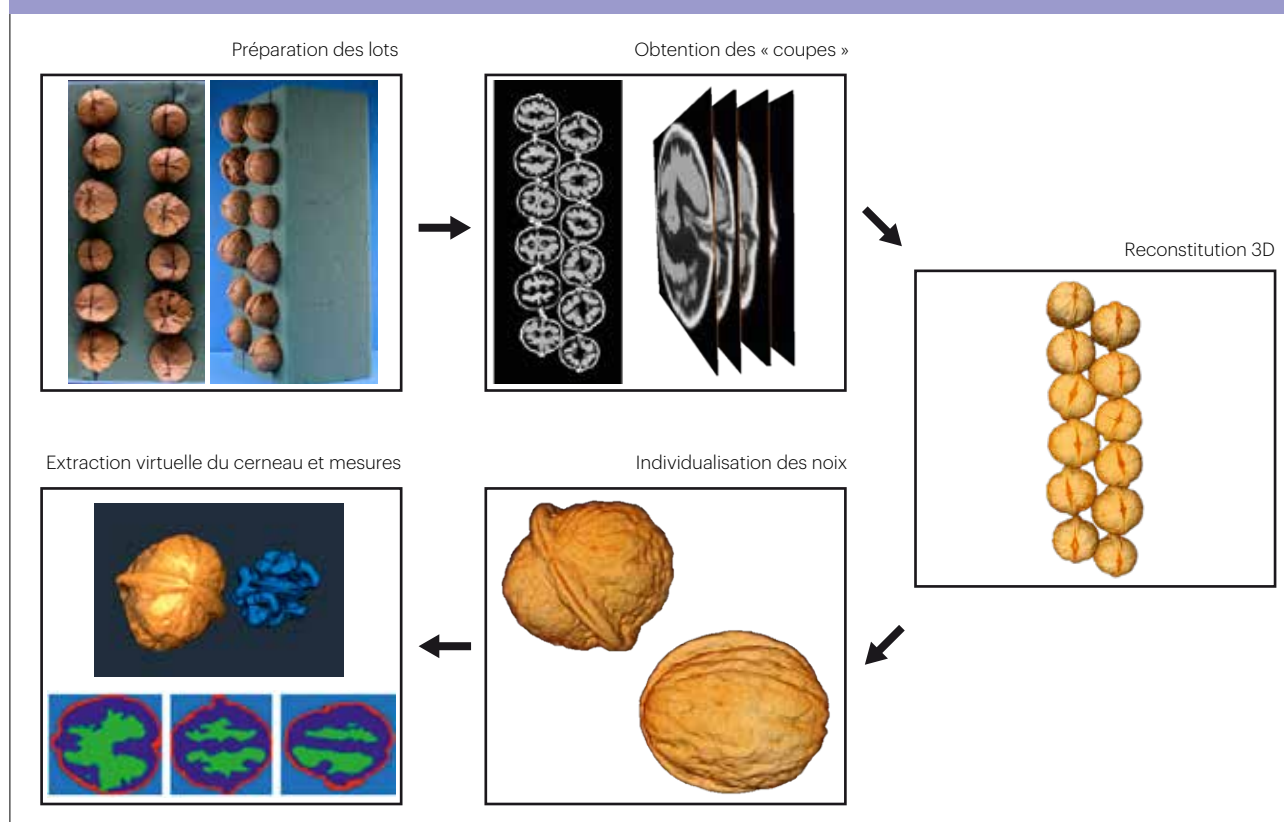 Préparation des lots
Obtention des « coupes »
Reconstitution 3D
Individualisation des noix
Extraction virtuelle du cerneau et mesures